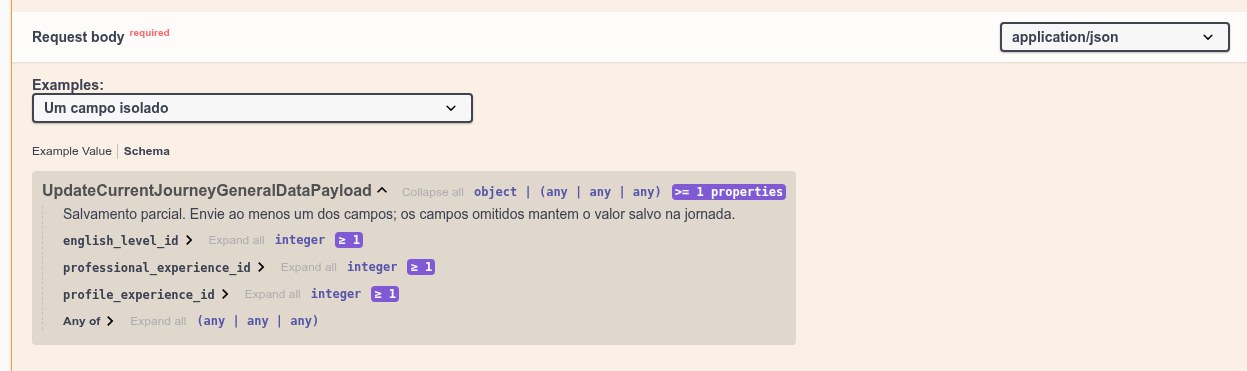 Request body required
application/json
Examples:
Um campo isolado
Example Value | Schema
UpdateCurrentJourneyGeneralDataPayload Collapse all object | (any | any | any) >= 1 properties
Salvamento parcial. Envie ao menos um dos campos; os campos omitidos mantem o valor salvo na jornada.
english_level_id Expand all integer ≥ 1
professional_experience_id Expand all integer ≥ 1
profile_experience_id Expand all integer ≥ 1
Any of Expand all (any | any | any)